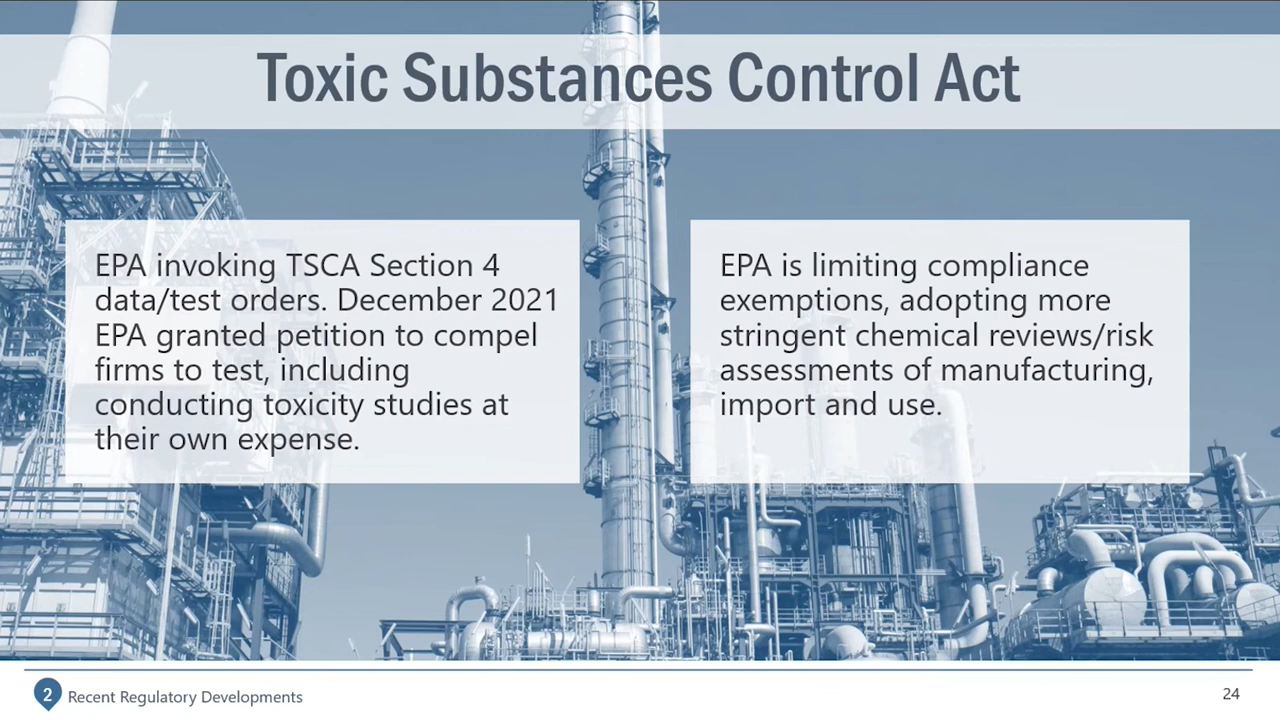 Toxic Substances Control Act
EPA invoking TSCA Section 4
data/test orders. December 2021
EPA granted petition to compel
firms to test, including
conducting toxicity studies at
their own expense.
EPA is limiting compliance
exemptions, adopting more
stringent chemical reviews/risk
assessments of manufacturing,
import and use.
2 Recent Regulatory Developments
24